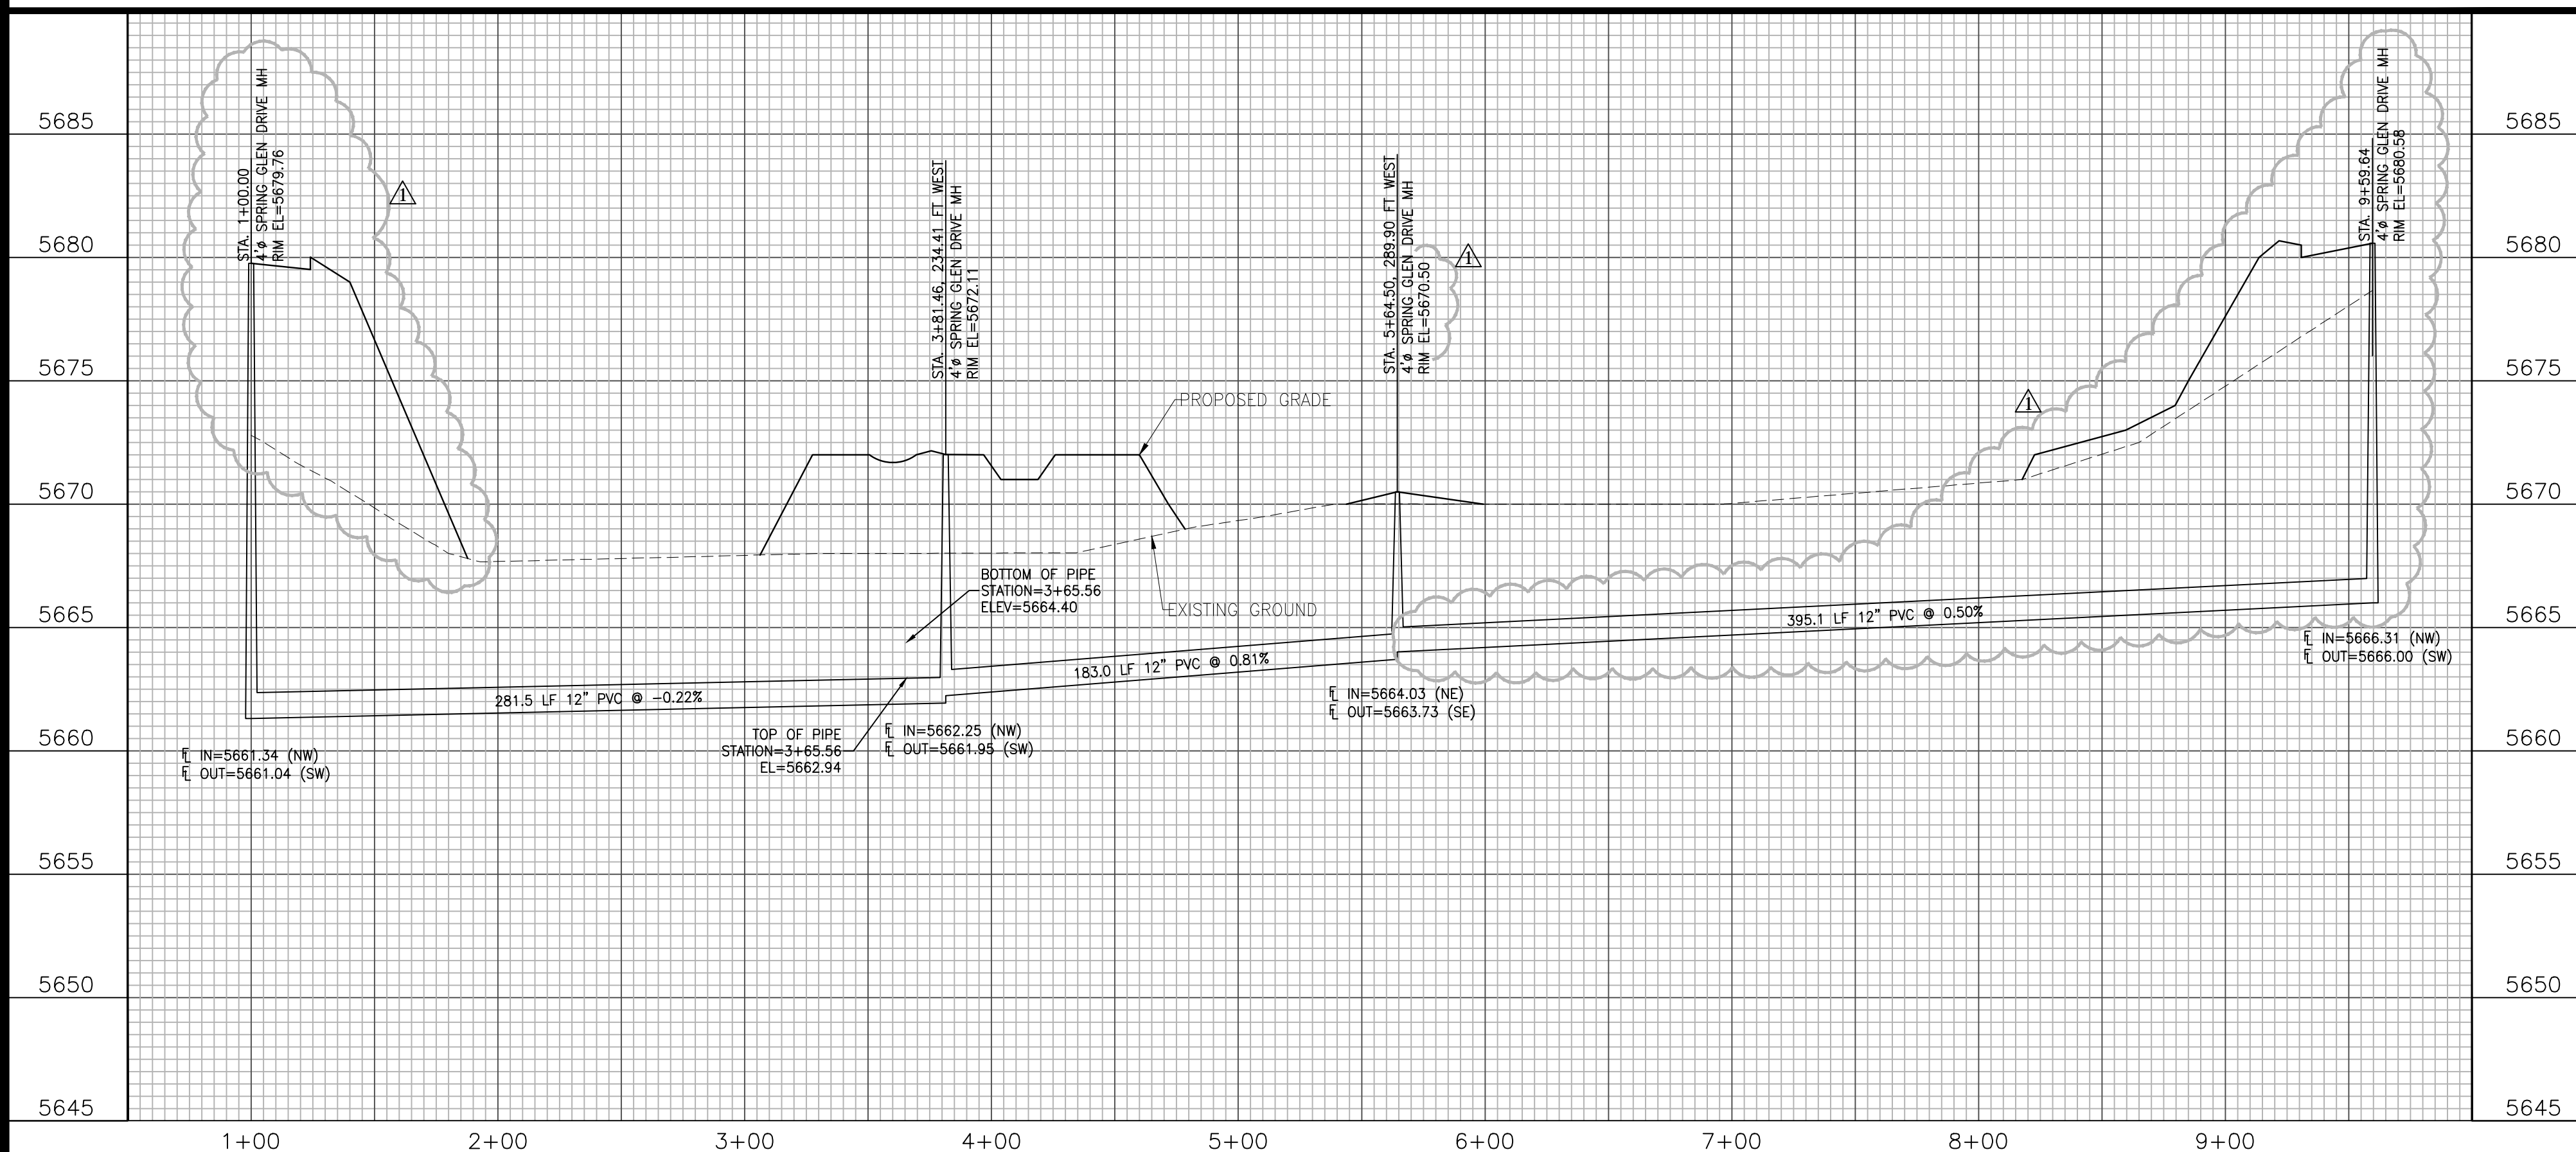 STA. 1+00.00
4'ø SPRING GLEN DRIVE MH
RIM EL=5679.76
1
STA. 3+81.46, 234.41 FT WEST
4'ø SPRING GLEN DRIVE MH
RIM EL=5672.11
STA. 5+64.50, 289.90 FT WEST
4'ø SPRING GLEN DRIVE MH
RIM EL=5670.50
1
STA. 9+59.64
4'ø SPRING GLEN DRIVE MH
RIM EL=5680.58
1
PROPOSED GRADE
EXISTING GROUND
BOTTOM OF PIPE
STATION=3+65.56
ELEV=5664.40
281.5 LF 12" PVC @ -0.22%
183.0 LF 12" PVC @ 0.81%
395.1 LF 12" PVC @ 0.50%
TOP OF PIPE
STATION=3+65.56
EL=5662.94
FL IN=5661.34 (NW)
FL OUT=5661.04 (SW)
FL IN=5662.25 (NW)
FL OUT=5661.95 (SW)
FL IN=5664.03 (NE)
FL OUT=5663.73 (SE)
FL IN=5666.31 (NW)
FL OUT=5666.00 (SW)
5685
5680
5675
5670
5665
5660
5655
5650
5645
5685
5680
5675
5670
5665
5660
5655
5650
5645
1+00 2+00 3+00 4+00 5+00 6+00 7+00 8+00 9+00